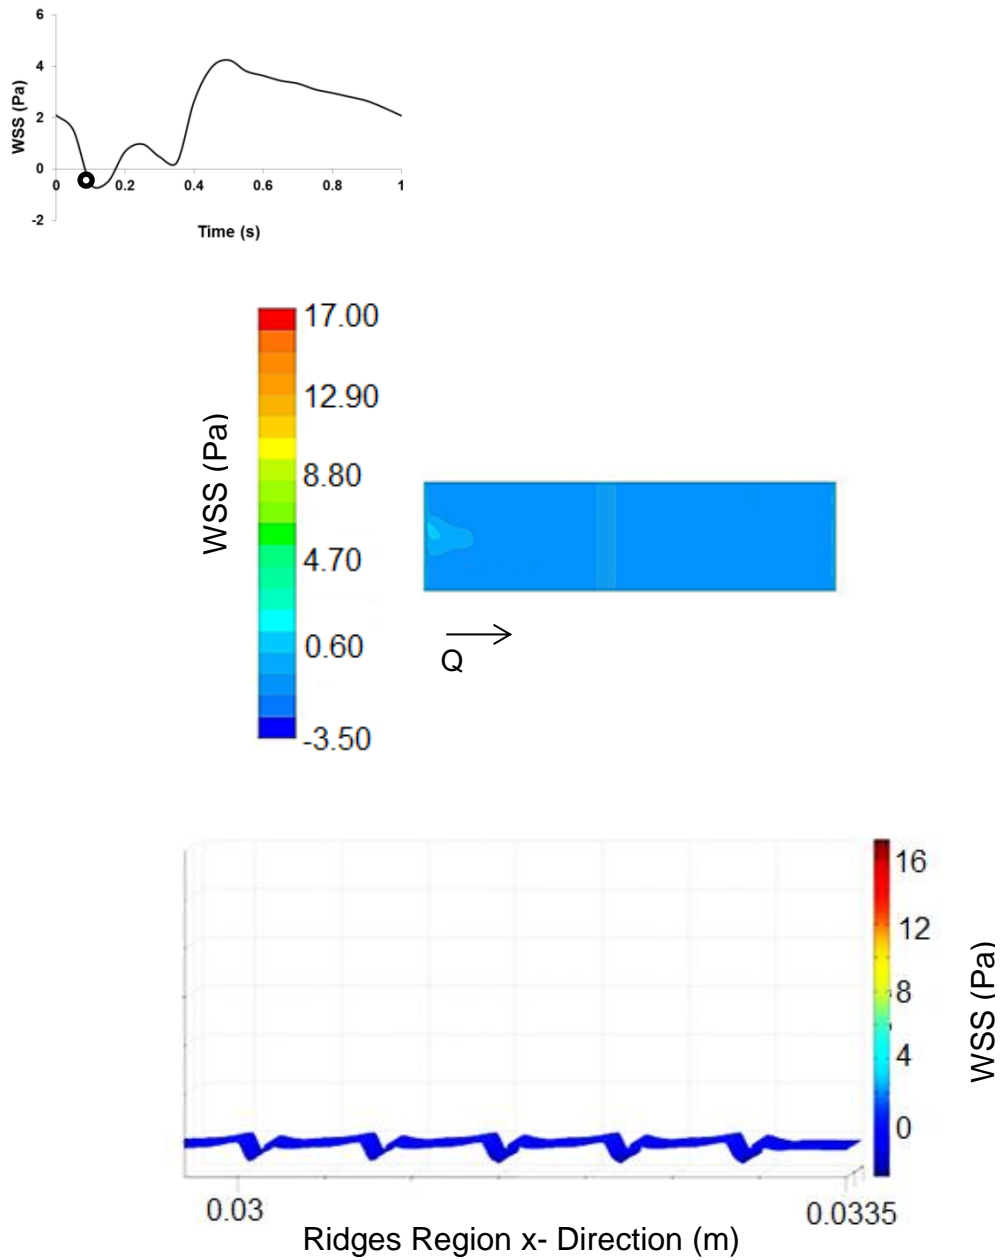 6
4
2
0
-2
WSS (Pa)
0 0.2 0.4 0.6 0.8 1
Time (s)
17.00
12.90
8.80
4.70
0.60
-3.50
WSS (Pa)
Q
16
12
8
4
0
WSS (Pa)
0.03 0.0335
Ridges Region x- Direction (m)